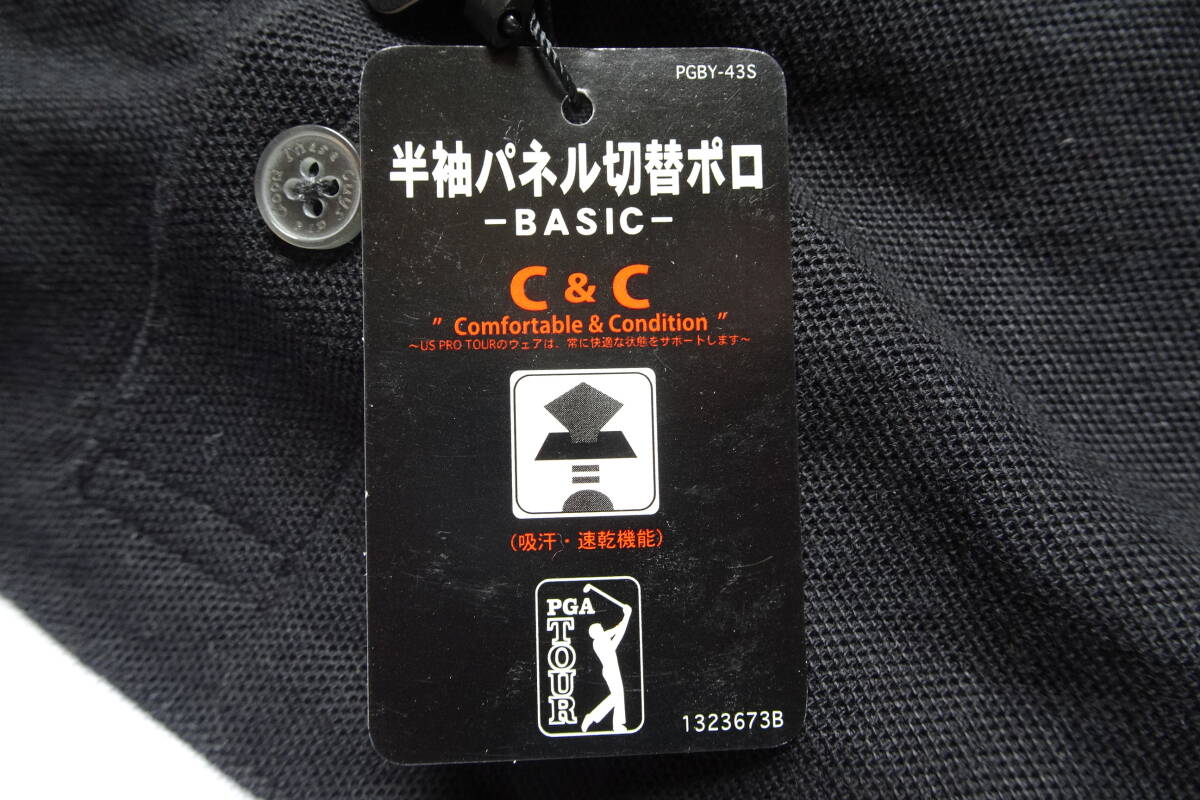 PGBY-43S
半袖パネル切替ポロ
-BASIC-
C & C
" Comfortable & Condition "
～US PRO TOURのウェアは、常に快適な状態をサポートします～
(吸汗・速乾機能)
PGA
TOUR
1323673B